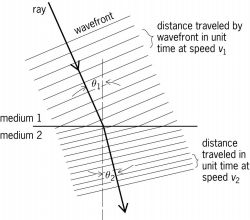 ray
wavefront
distance traveled by
wavefront in unit
time at speed v₁
θ₁
medium 1
medium 2
distance
traveled in
unit time at
speed v₂
θ₂